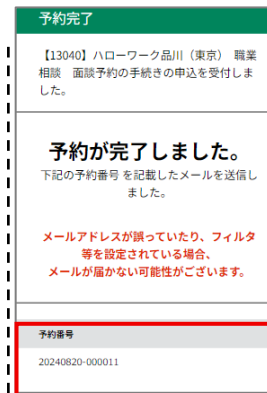 予約完了
【13040】ハローワーク品川（東京） 職業
相談　面談予約の手続きの申込を受付しま
した。
予約が完了しました。
下記の予約番号 を記載したメールを送信し
ました。
メールアドレスが誤っていたり、フィルタ
等を設定されている場合、
メールが届かない可能性がございます。
予約番号
20240820-000011